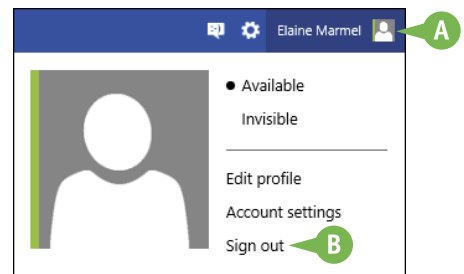 Elaine Marmel A
Available
Invisible
Edit profile
Account settings
Sign out B